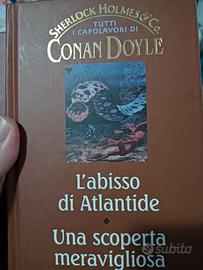 SHERLOCK HOLMES & Co.
TUTTI
I CAPOLAVORI DI
CONAN DOYLE
L'abisso
di Atlantide
Una scoperta
meravigliosa
subito